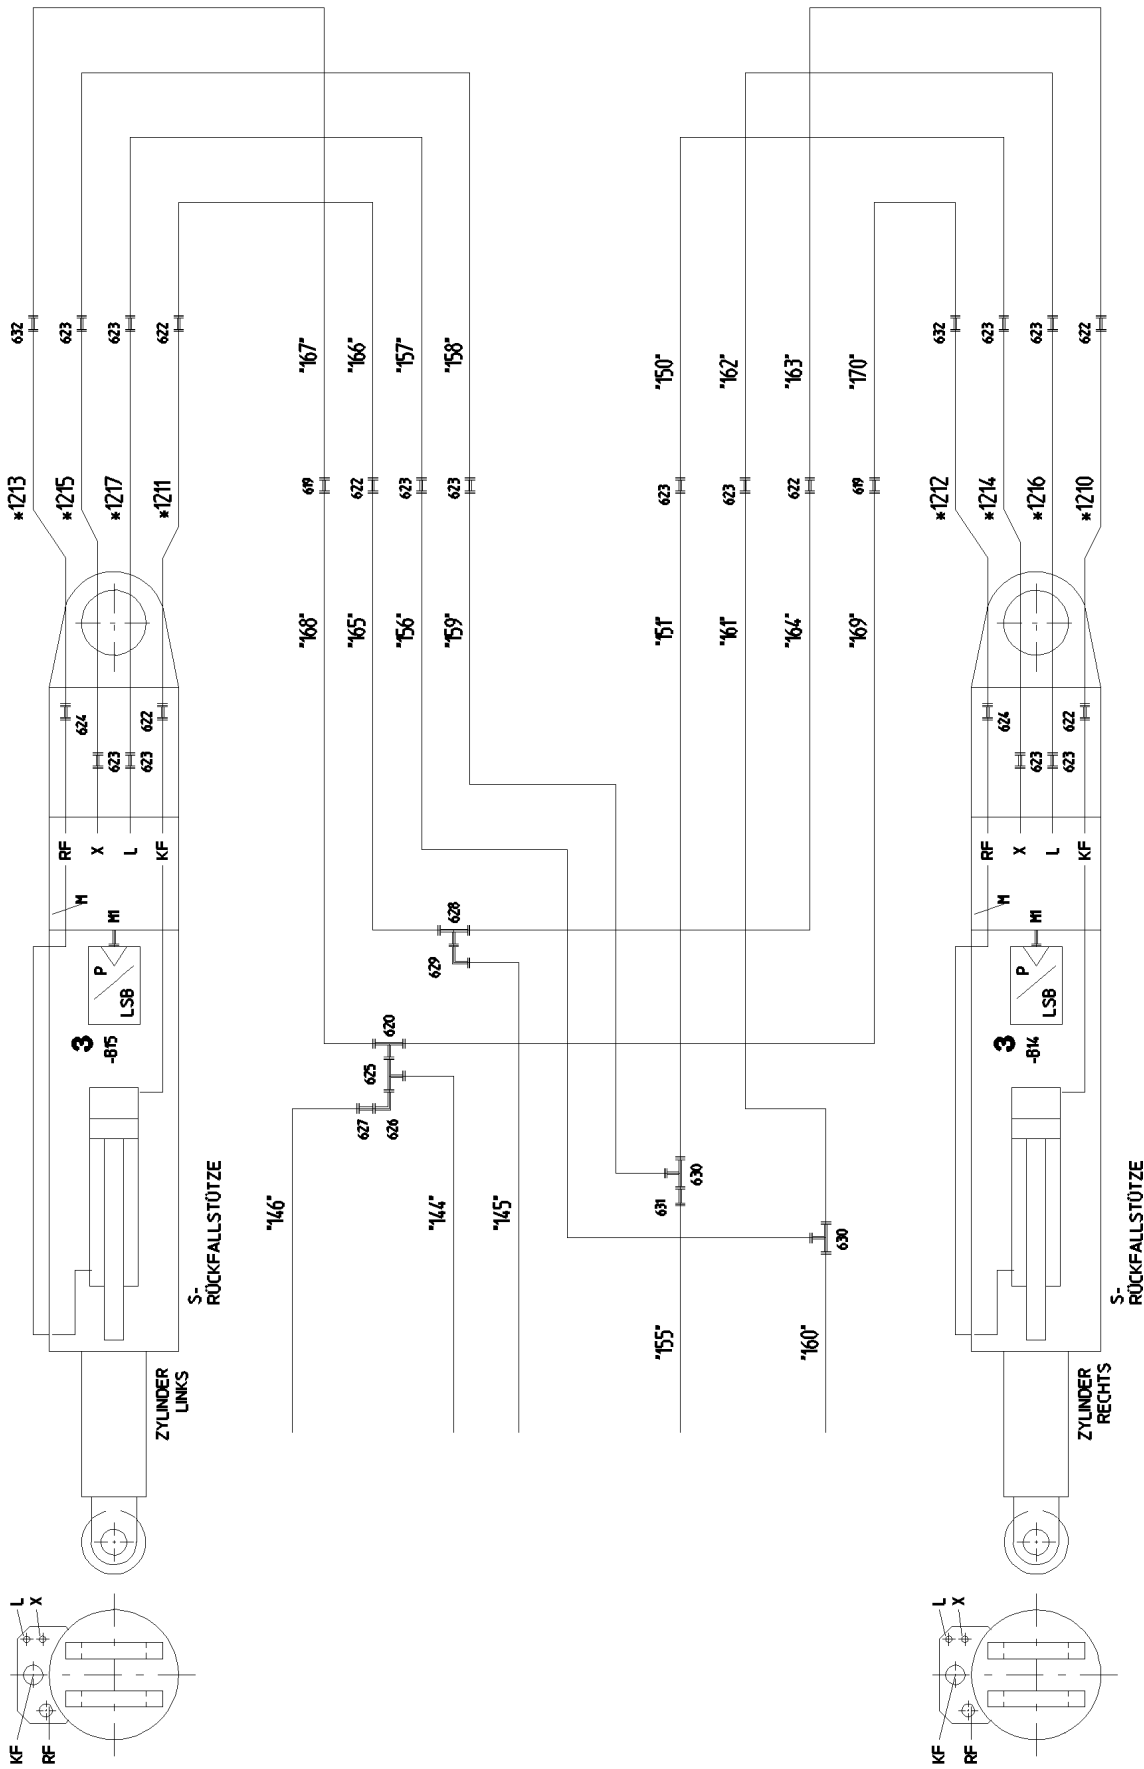 632
623
623
622
632
623
623
622
"167"
"166"
"157"
"158"
"150"
"162"
"163"
"170"
*1213
*1215
*1217
*1211
619
622
623
623
623
623
622
619
*1212
*1214
*1216
*1210
"168"
"165"
"156"
"159"
"151"
"161"
"164"
"169"
624
622
623
623
624
622
623
623
RF
X
L
KF
RF
X
L
KF
M
M1
M
M1
628
629
P
LSB
P
LSB
3
-B15
620
625
627
626
3
-B14
"146"
"144"
"145"
631
630
630
S-
RÜCKFALLSTÜTZE
S-
RÜCKFALLSTÜTZE
"155"
"160"
ZYLINDER
LINKS
ZYLINDER
RECHTS
L
X
L
X
KF
RF
KF
RF